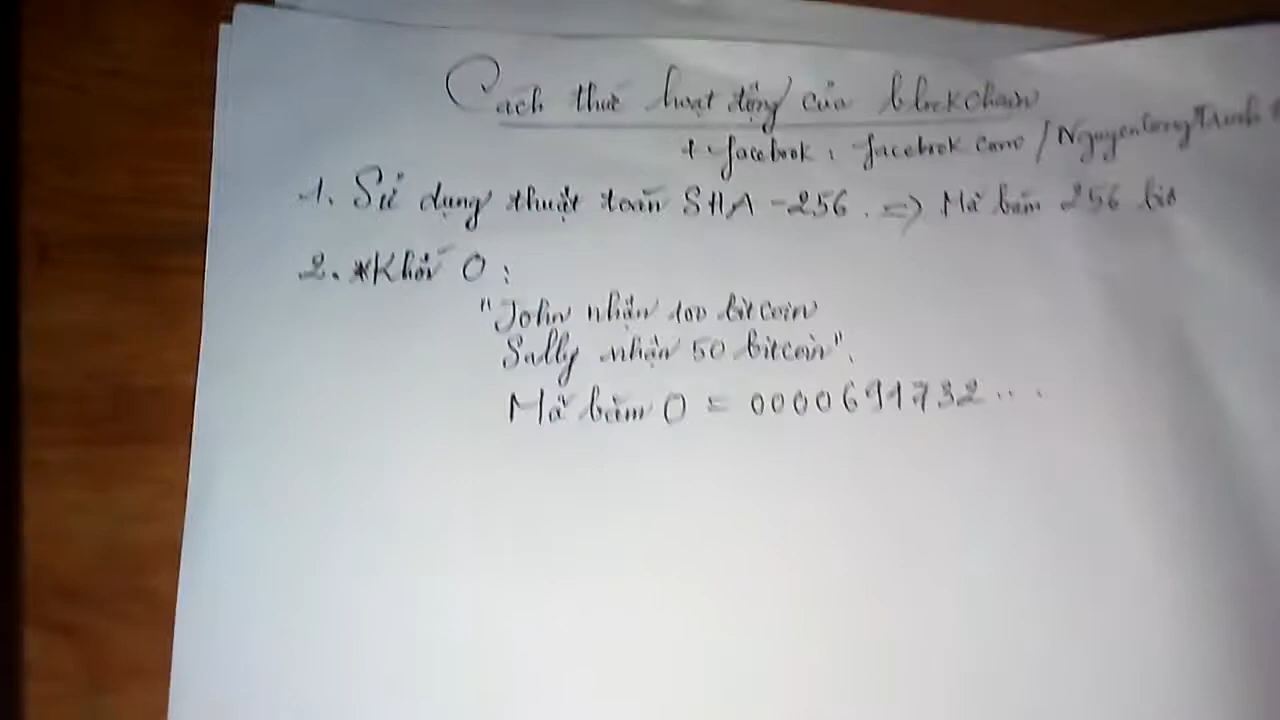 Cách thức hoạt động của blockchain
+ facebook: facebook.com/NguyenCongTrinh
1. Sử dụng thuật toán SHA-256. => Mã băm 256 bit
2. *Khối 0:
"John nhận 100 bitcoin
Sally nhận 50 bitcoin".
Mã băm 0 = 0000691732...